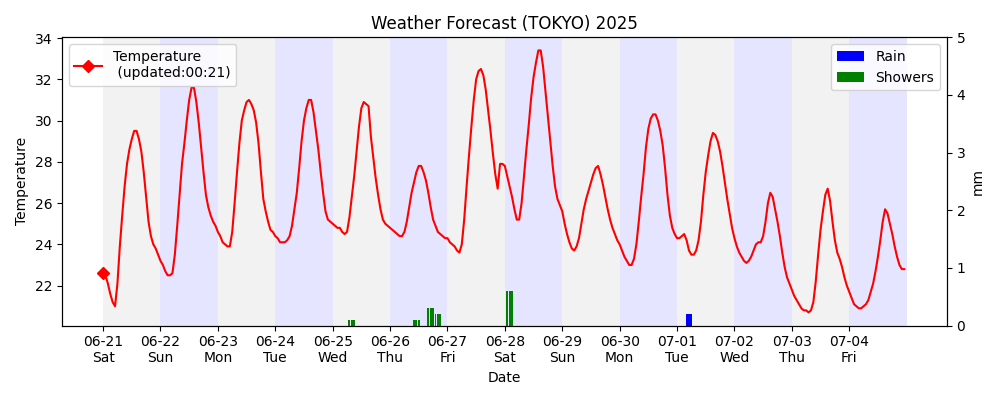 Weather Forecast (TOKYO) 2025
Temperature
(updated:00:21)
Rain
Showers
Temperature
34
32
30
28
26
24
22
5
4
3
2
1
0
mm
06-21 06-22 06-23 06-24 06-25 06-26 06-27 06-28 06-29 06-30 07-01 07-02 07-03 07-04
Sat Sun Mon Tue Wed Thu Fri Sat Sun Mon Tue Wed Thu Fri
Date